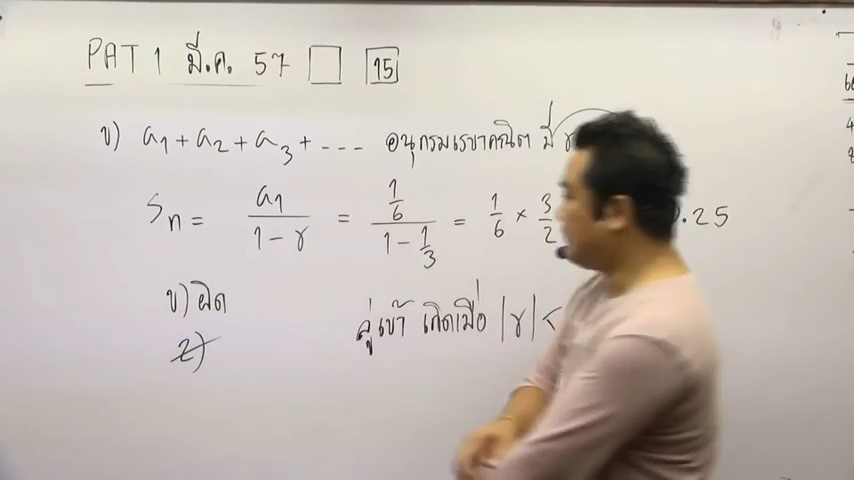 PAT 1 มี.ค. 57 15
ข) a1 + a2 + a3 + --- อนุกรมเรขาคณิต มี r
Sn = a1/(1 - r) = (1/6)/(1 - 1/3) = 1/6 × 3/2 .25
ข) ผิด
ลู่เข้า เกิดเมื่อ |r| <
2)